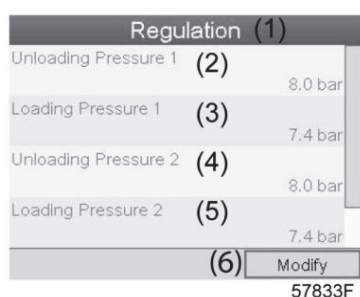 Regulation (1)
Unloading Pressure 1 (2)
8.0 bar
Loading Pressure 1 (3)
7.4 bar
Unloading Pressure 2 (4)
8.0 bar
Loading Pressure 2 (5)
7.4 bar
(6) Modify
57833F